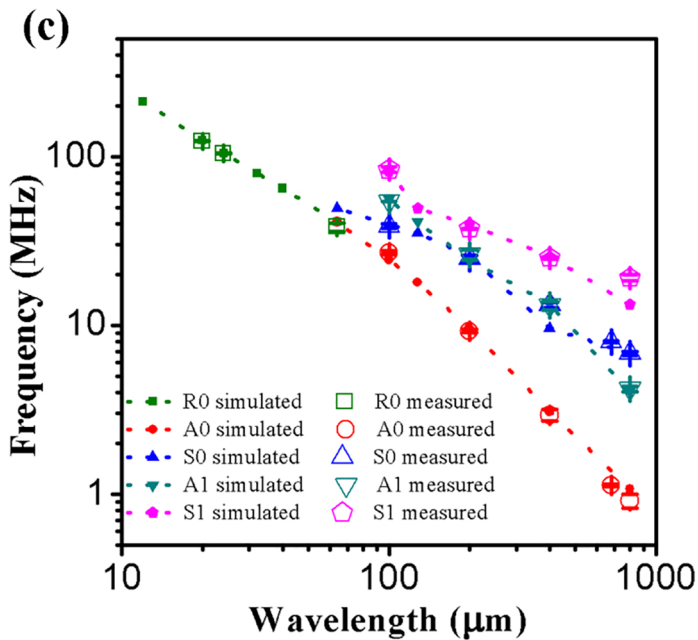 (c)
Frequency (MHz)
100
10
1
R0 simulated R0 measured
A0 simulated A0 measured
S0 simulated S0 measured
A1 simulated A1 measured
S1 simulated S1 measured
10 100 1000
Wavelength (μm)